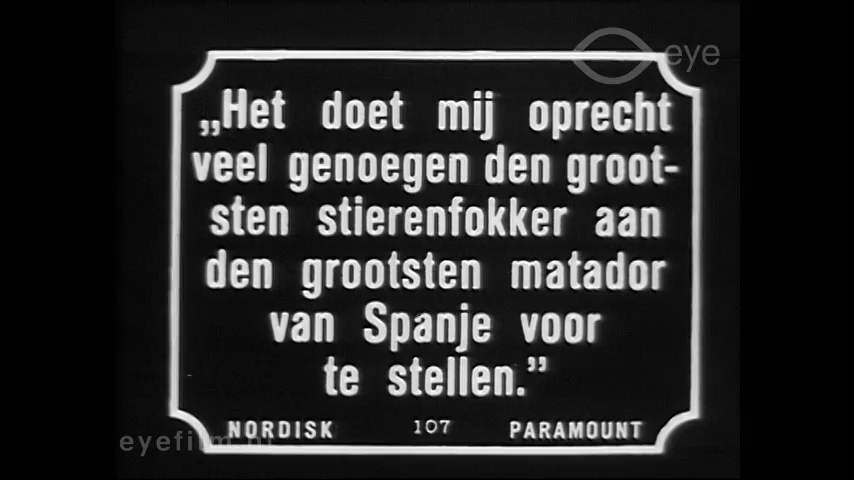 eye
„Het doet mij oprecht
veel genoegen den groot-
sten stierenfokker aan
den grootsten matador
van Spanje voor
te stellen.”
NORDISK 107 PARAMOUNT
eyefilm.nl